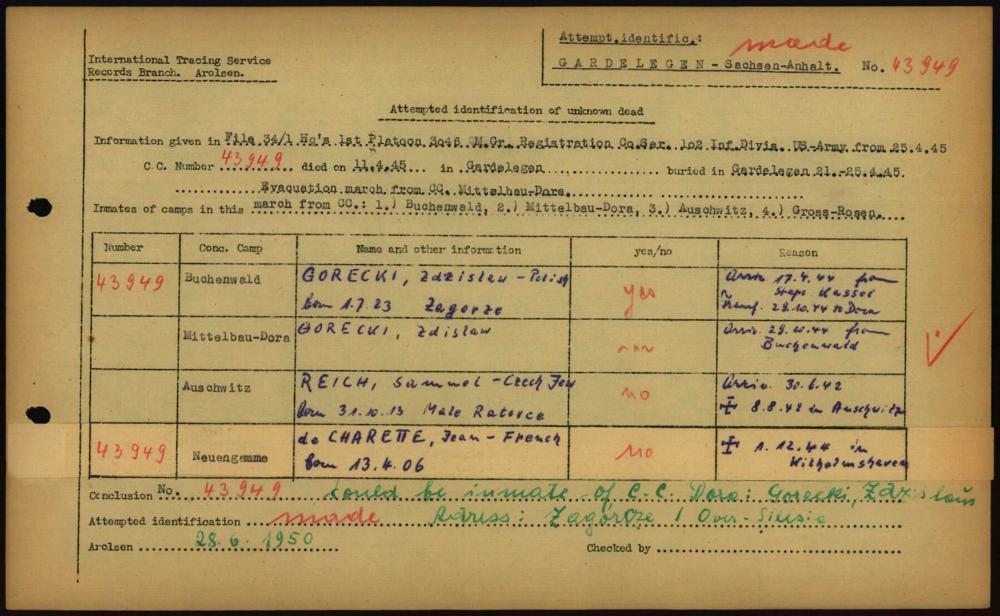 International Tracing Service
Records Branch. Arolsen.
Attempt.identific.: made
GARDELEGEN - Sachsen-Anhalt. No. 43949
Attempted identification of unknown dead
Information given in File 34/1 Hq's 1st Platoon 3046 M.Gr. Registration Co.Ser. 102 Inf.Divis. US-Army from 25.4.45
C.C. Number 43949 died on 11.4.45 in Gardelegen buried in Gardelegen 21.-25.4.45.
Evacuation march from CC. Mittelbau-Dora.
Inmates of camps in this march from CC.: 1.) Buchenwald, 2.) Mittelbau-Dora, 3.) Auschwitz, 4.) Gross-Rosen.
Number Conc. Camp Name and other information yes/no Reason
43949 Buchenwald GORECKI, Zdzislaw - Polish yes Arriv. 17.4.44 from
Stapo Kassel
born 1.7.23 Zagorze Transf. 29.10.44 to Dora
Mittelbau-Dora GORECKI, Zdislaw Arriv. 29.10.44 from
Buchenwald
Auschwitz REICH, Sammel - Czech Jew no Arriv. 30.6.42
born 31.10.13 Male Ratovce ✝ 8.8.42 in Auschwitz
43949 Neuengamme de CHARETTE, Jean - French no ✝ 1.12.44 in
born 13.4.06 Wilhelmshaven
Conclusion No. 43949 could be inmate of C.C. Dora: Gorecki, Zdzislaus
Attempted identification made Adress: Zagórze / Over-Silesia
Arolsen 28.6.1950 Checked by